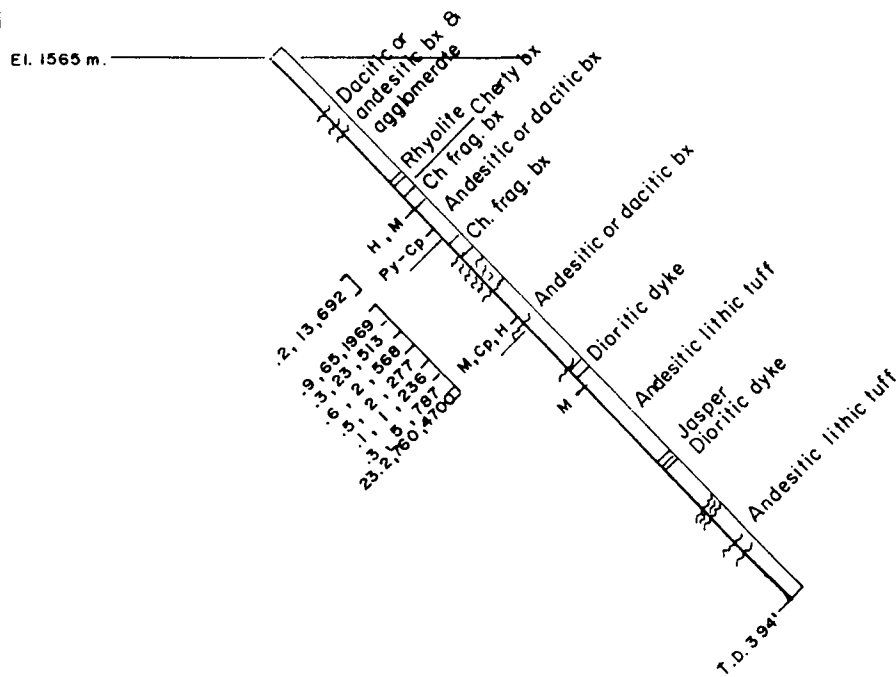 El. 1565 m.
Dacitic or
andesitic bx &
agglomerate
Rhyolite
Cherty bx
Ch frag. bx
Andesitic or dacitic bx
Ch. frag. bx
Andesitic or dacitic bx
Dioritic dyke
Andesitic lithic tuff
Jasper
Dioritic dyke
Andesitic lithic tuff
H, M
Py-Cp
M, Cp, H
M
.2, 13, 692
.9, 65, 1969
.3, 23, 513
.6, 2, 568
.5, 2, 277
.1, 1, 236
.3, 5, 787
23.2, 760, 4700
T.D. 394'